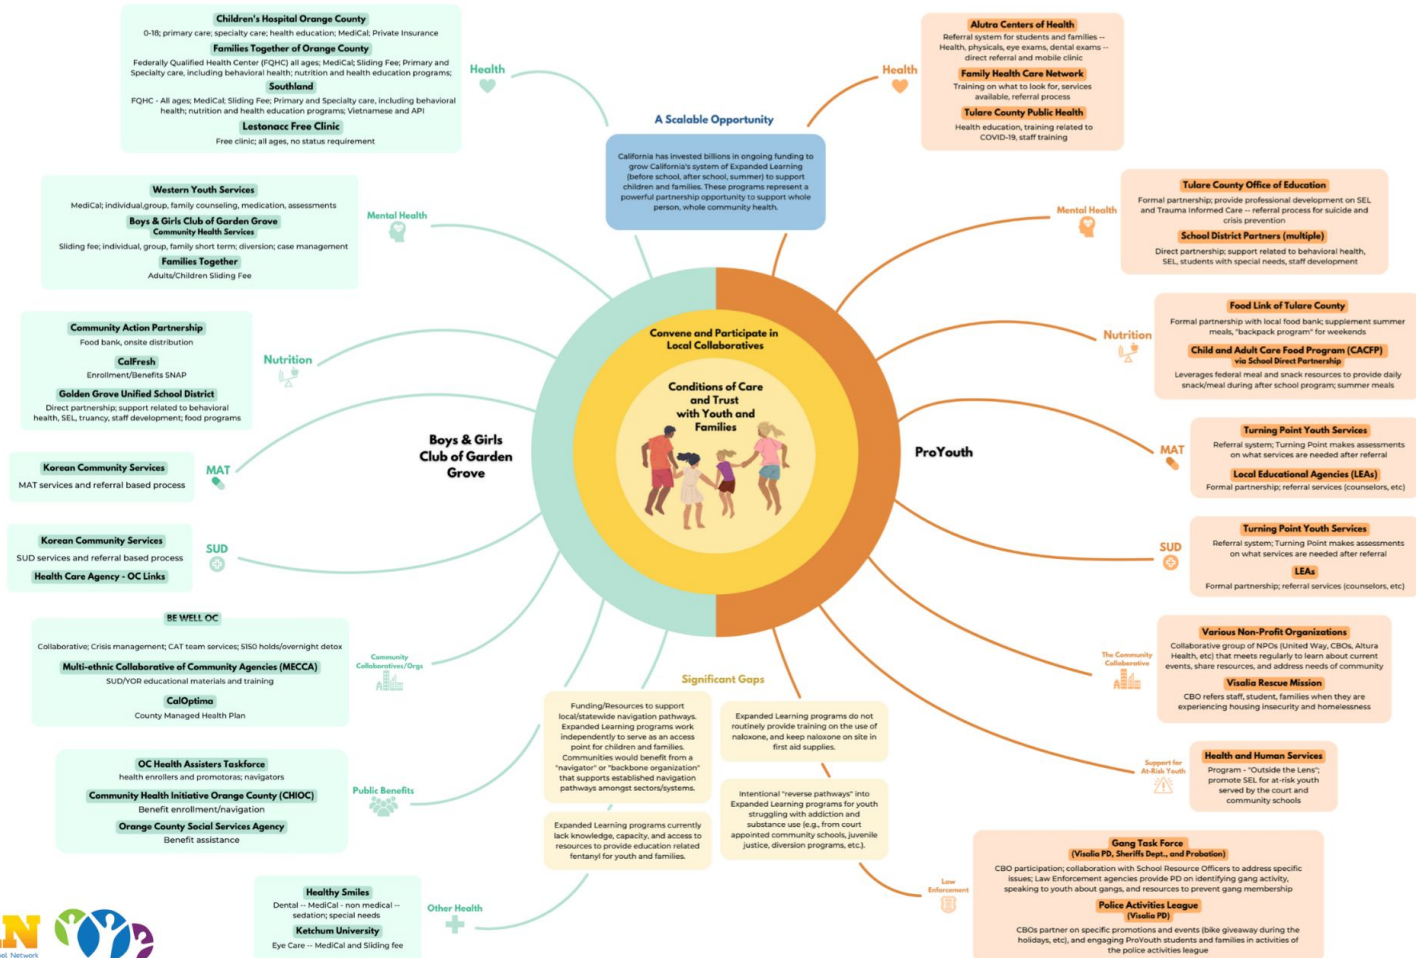 Children's Hospital Orange County
0-18; primary care; specialty care; health education; MediCal; Private Insurance
Families Together of Orange County
Federally Qualified Health Center (FQHC) all ages; MediCal; Sliding Fee; Primary and
Specialty care, including behavioral health; nutrition and health education programs;
Southland
FQHC - All ages; MediCal; Sliding Fee; Primary and Specialty care, including behavioral
health; nutrition and health education programs; Vietnamese and API
Lestonacc Free Clinic
Free clinic; all ages, no status requirement
Health
Western Youth Services
MediCal; individual,group, family counseling, medication, assessments
Boys & Girls Club of Garden Grove
Community Health Services
Sliding fee; individual, group, family short term; diversion; case management
Families Together
Adults/Children Sliding Fee
Mental Health
Community Action Partnership
Food bank, onsite distribution
CalFresh
Enrollment/Benefits SNAP
Golden Grove Unified School District
Direct partnership; support related to behavioral
health, SEL, truancy, staff development; food programs
Nutrition
Korean Community Services
MAT services and referral based process
MAT
Korean Community Services
SUD services and referral based process
Health Care Agency - OC Links
SUD
BE WELL OC
Collaborative; Crisis management; CAT team services; 5150 holds/overnight detox
Multi-ethnic Collaborative of Community Agencies (MECCA)
SUD/YOR educational materials and training
CalOptima
County Managed Health Plan
Community
Collaboratives/Orgs
OC Health Assisters Taskforce
health enrollers and promotoras; navigators
Community Health Initiative Orange County (CHIOC)
Benefit enrollment/navigation
Orange County Social Services Agency
Benefit assistance
Public Benefits
Healthy Smiles
Dental -- MediCal - non medical --
sedation; special needs
Ketchum University
Eye Care -- MediCal and Sliding fee
Other Health
A Scalable Opportunity
California has invested billions in ongoing funding to
grow California's system of Expanded Learning
(before school, after school, summer) to support
children and families. These programs represent a
powerful partnership opportunity to support whole
person, whole community health.
Convene and Participate in
Local Collaboratives
Conditions of Care
and Trust
with Youth and
Families
Boys & Girls
Club of Garden
Grove
ProYouth
Significant Gaps
Funding/Resources to support
local/statewide navigation pathways.
Expanded Learning programs work
independently to serve as an access
point for children and families.
Communities would benefit from a
"navigator" or "backbone organization"
that supports established navigation
pathways amongst sectors/systems.
Expanded Learning programs currently
lack knowledge, capacity, and access to
resources to provide education related
fentanyl for youth and families.
Expanded Learning programs do not
routinely provide training on the use of
naloxone, and keep naloxone on site in
first aid supplies.
Intentional "reverse pathways" into
Expanded Learning programs for youth
struggling with addiction and
substance use (e.g., from court
appointed community schools, juvenile
justice, diversion programs, etc.).
Health
Alutra Centers of Health
Referral system for students and families --
Health, physicals, eye exams, dental exams --
direct referral and mobile clinic
Family Health Care Network
Training on what to look for, services
available, referral process
Tulare County Public Health
Health education, training related to
COVID-19, staff training
Mental Health
Tulare County Office of Education
Formal partnership; provide professional development on SEL
and Trauma Informed Care -- referral process for suicide and
crisis prevention
School District Partners (multiple)
Direct partnership; support related to behavioral health,
SEL, students with special needs, staff development
Nutrition
Food Link of Tulare County
Formal partnership with local food bank; supplement summer
meals, "backpack program" for weekends
Child and Adult Care Food Program (CACFP)
via School Direct Partnership
Leverages federal meal and snack resources to provide daily
snack/meal during after school program; summer meals
MAT
Turning Point Youth Services
Referral system; Turning Point makes assessments
on what services are needed after referral
Local Educational Agencies (LEAs)
Formal partnership; referral services (counselors, etc)
SUD
Turning Point Youth Services
Referral system; Turning Point makes assessments
on what services are needed after referral
LEAs
Formal partnership; referral services (counselors, etc)
The Community
Collaborative
Various Non-Profit Organizations
Collaborative group of NPOs (United Way, CBOs, Altura
Health, etc) that meets regularly to learn about current
events, share resources, and address needs of community
Visalia Rescue Mission
CBO refers staff, student, families when they are
experiencing housing insecurity and homelessness
Support for
At-Risk Youth
Health and Human Services
Program - "Outside the Lens";
promote SEL for at-risk youth
served by the court and
community schools
Law
Enforcement
Gang Task Force
(Visalia PD, Sheriffs Dept., and Probation)
CBO participation; collaboration with School Resource Officers to address specific
issues; Law Enforcement agencies provide PD on identifying gang activity,
speaking to youth about gangs, and resources to prevent gang membership
Police Activities League
(Visalia PD)
CBOs partner on specific promotions and events (bike giveaway during the
holidays, etc), and engaging ProYouth students and families in activities of
the police activities league
Network